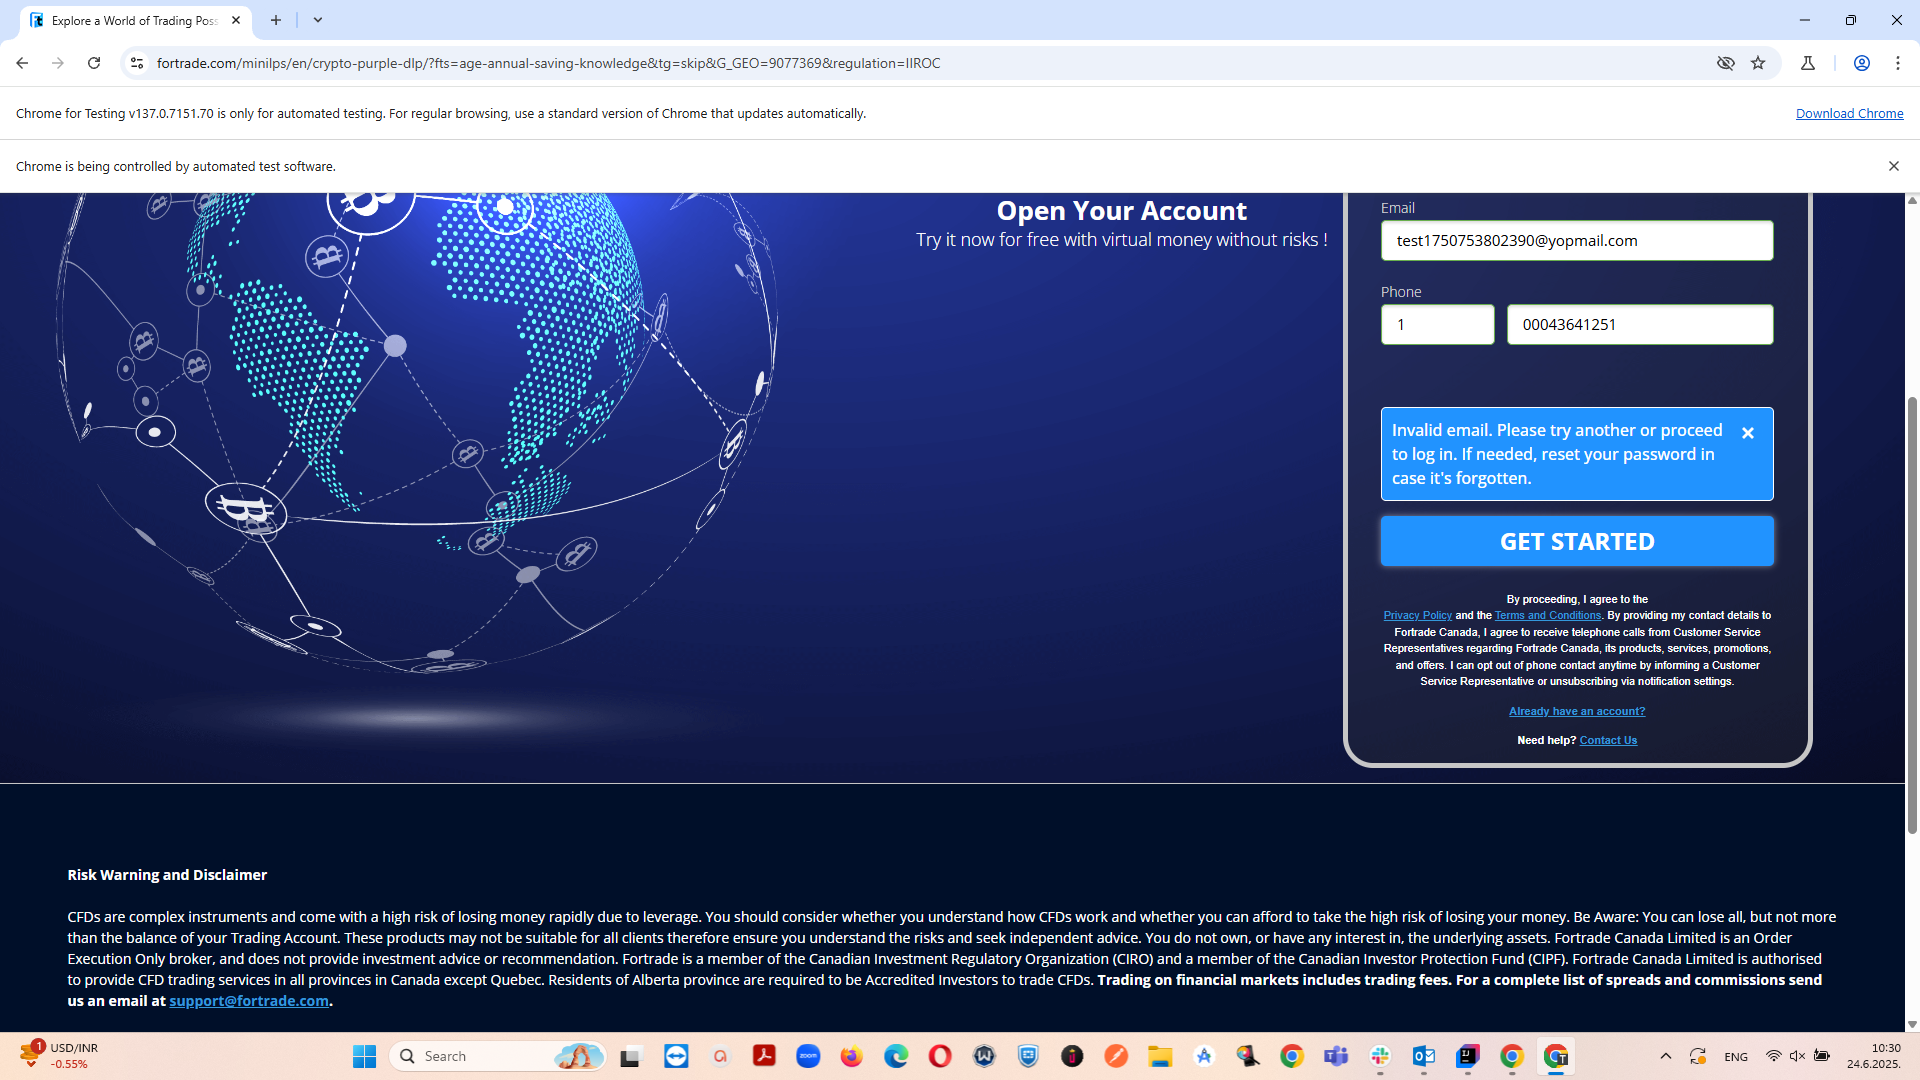 Explore a World of Trading Poss
fortrade.com/minilps/en/crypto-purple-dlp/?fts=age-annual-saving-knowledge&tg=skip&G_GEO=9077369&regulation=IIROC
Chrome for Testing v137.0.7151.70 is only for automated testing. For regular browsing, use a standard version of Chrome that updates automatically.
Download Chrome
Chrome is being controlled by automated test software.
Open Your Account
Try it now for free with virtual money without risks !
Email
test1750753802390@yopmail.com
Phone
1
00043641251
Invalid email. Please try another or proceed
to log in. If needed, reset your password in
case it's forgotten.
GET STARTED
By proceeding, I agree to the
Privacy Policy and the Terms and Conditions. By providing my contact details to
Fortrade Canada, I agree to receive telephone calls from Customer Service
Representatives regarding Fortrade Canada, its products, services, promotions,
and offers. I can opt out of phone contact anytime by informing a Customer
Service Representative or unsubscribing via notification settings.
Already have an account?
Need help? Contact Us
Risk Warning and Disclaimer
CFDs are complex instruments and come with a high risk of losing money rapidly due to leverage. You should consider whether you understand how CFDs work and whether you can afford to take the high risk of losing your money. Be Aware: You can lose all, but not more
than the balance of your Trading Account. These products may not be suitable for all clients therefore ensure you understand the risks and seek independent advice. You do not own, or have any interest in, the underlying assets. Fortrade Canada Limited is an Order
Execution Only broker, and does not provide investment advice or recommendation. Fortrade is a member of the Canadian Investment Regulatory Organization (CIRO) and a member of the Canadian Investor Protection Fund (CIPF). Fortrade Canada Limited is authorised
to provide CFD trading services in all provinces in Canada except Quebec. Residents of Alberta province are required to be Accredited Investors to trade CFDs. Trading on financial markets includes trading fees. For a complete list of spreads and commissions send
us an email at support@fortrade.com.
1
USD/INR
-0.55%
Search
zoom
ENG
10:30
24.6.2025.